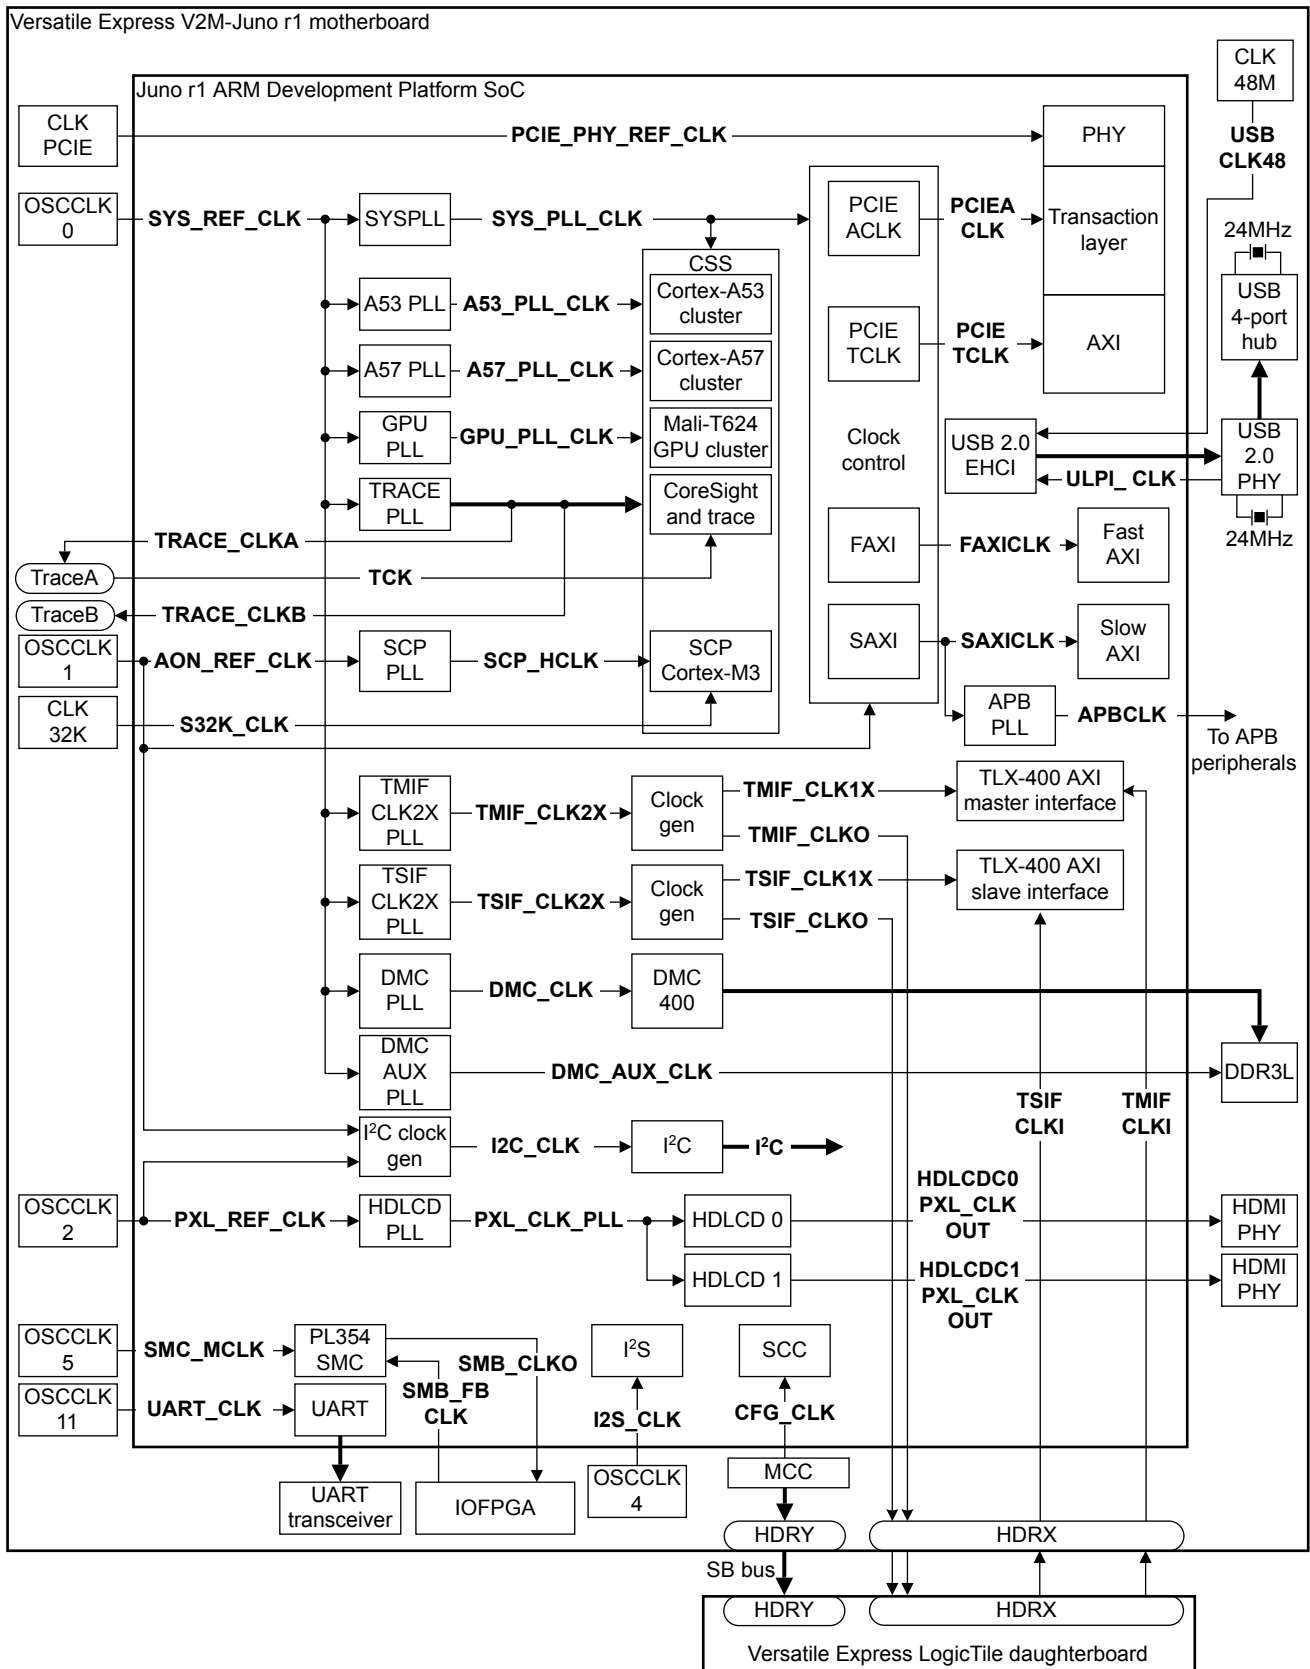 Versatile Express V2M-Juno r1 motherboard
CLK
48M
Juno r1 ARM Development Platform SoC
CLK
PCIE
PCIE_PHY_REF_CLK
PHY
USB
CLK48
OSCCLK
0
SYS_REF_CLK
SYSPLL
SYS_PLL_CLK
PCIE
ACLK
PCIEA
CLK
Transaction
layer
24MHz
CSS
A53 PLL
A53_PLL_CLK
Cortex-A53
cluster
USB
4-port
hub
A57 PLL
A57_PLL_CLK
Cortex-A57
cluster
PCIE
TCLK
PCIE
TCLK
AXI
GPU
PLL
GPU_PLL_CLK
Mali-T624
GPU cluster
Clock
control
USB 2.0
EHCI
USB
2.0
PHY
ULPI_ CLK
TRACE
PLL
CoreSight
and trace
24MHz
TRACE_CLKA
FAXI
FAXICLK
Fast
AXI
TraceA
TCK
TraceB
TRACE_CLKB
OSCCLK
1
AON_REF_CLK
SCP
PLL
SCP_HCLK
SCP
Cortex-M3
SAXI
SAXICLK
Slow
AXI
CLK
32K
S32K_CLK
APB
PLL
APBCLK
To APB
peripherals
TMIF
CLK2X
PLL
TMIF_CLK2X
Clock
gen
TMIF_CLK1X
TMIF_CLKO
TLX-400 AXI
master interface
TSIF
CLK2X
PLL
TSIF_CLK2X
Clock
gen
TSIF_CLK1X
TSIF_CLKO
TLX-400 AXI
slave interface
DMC
PLL
DMC_CLK
DMC
400
DMC
AUX
PLL
DMC_AUX_CLK
DDR3L
TSIF
CLKI
TMIF
CLKI
I²C clock
gen
I2C_CLK
I²C
I²C
OSCCLK
2
PXL_REF_CLK
HDLCD
PLL
PXL_CLK_PLL
HDLCD 0
HDLCDC0
PXL_CLK
OUT
HDMI
PHY
HDLCD 1
HDLCDC1
PXL_CLK
OUT
HDMI
PHY
OSCCLK
5
SMC_MCLK
PL354
SMC
SMB_CLKO
I²S
SCC
OSCCLK
11
UART_CLK
UART
SMB_FB
CLK
I2S_CLK
CFG_CLK
UART
transceiver
IOFPGA
OSCCLK
4
MCC
HDRY
HDRX
SB bus
HDRY
HDRX
Versatile Express LogicTile daughterboard